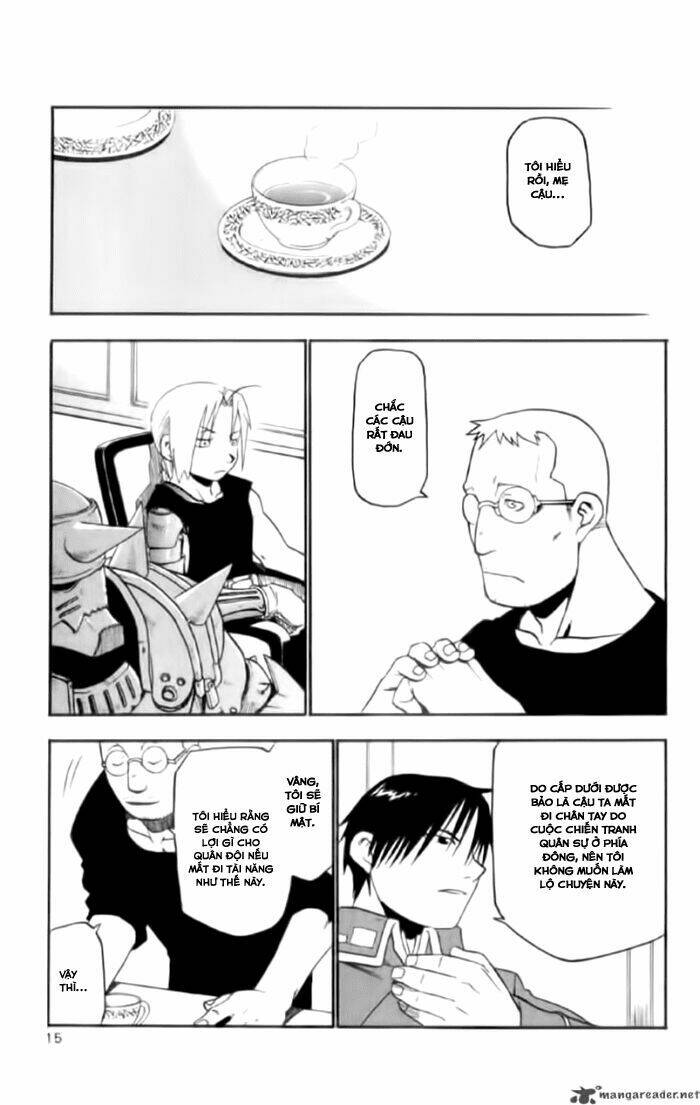 TÔI HIỂU
RỒI, MẸ
CẬU...
CHẮC
CÁC CẬU
RẤT ĐAU
ĐỚN.
DO CẤP DƯỚI ĐƯỢC
BẢO LÀ CẬU TA MẤT
ĐI CHÂN TAY DO
CUỘC CHIẾN TRANH
QUÂN SỰ Ở PHÍA
ĐÔNG, NÊN TÔI
KHÔNG MUỐN LÀM
LỘ CHUYỆN NÀY.
VÂNG,
TÔI SẼ
GIỮ BÍ
MẬT.
TÔI HIỂU RẰNG
SẼ CHẲNG CÓ
LỢI GÌ CHO
QUÂN ĐỘI NẾU
MẤT ĐI TÀI NĂNG
NHƯ THẾ NÀY.
VẬY
THÌ...
15
mangareader.net